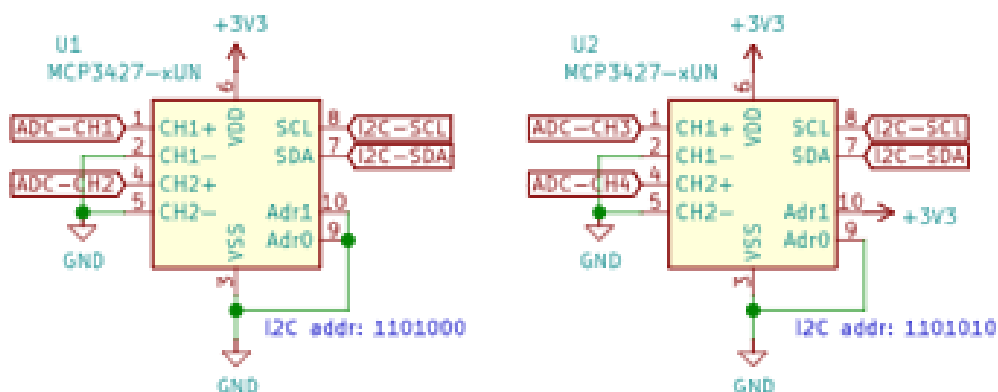 +3V3
U1
MCP3427-xUN
6
VDD
ADC-CH1 1 CH1+ SCL 8 I2C-SCL
2 CH1- SDA 7 I2C-SDA
ADC-CH2 4 CH2+
5 CH2- Adr1 10
Adr0 9
VSS
GND
3
I2C addr: 1101000
GND
+3V3
U2
MCP3427-xUN
6
VDD
ADC-CH3 1 CH1+ SCL 8 I2C-SCL
2 CH1- SDA 7 I2C-SDA
ADC-CH4 4 CH2+
5 CH2- Adr1 10 +3V3
Adr0 9
VSS
GND
3
I2C addr: 1101010
GND